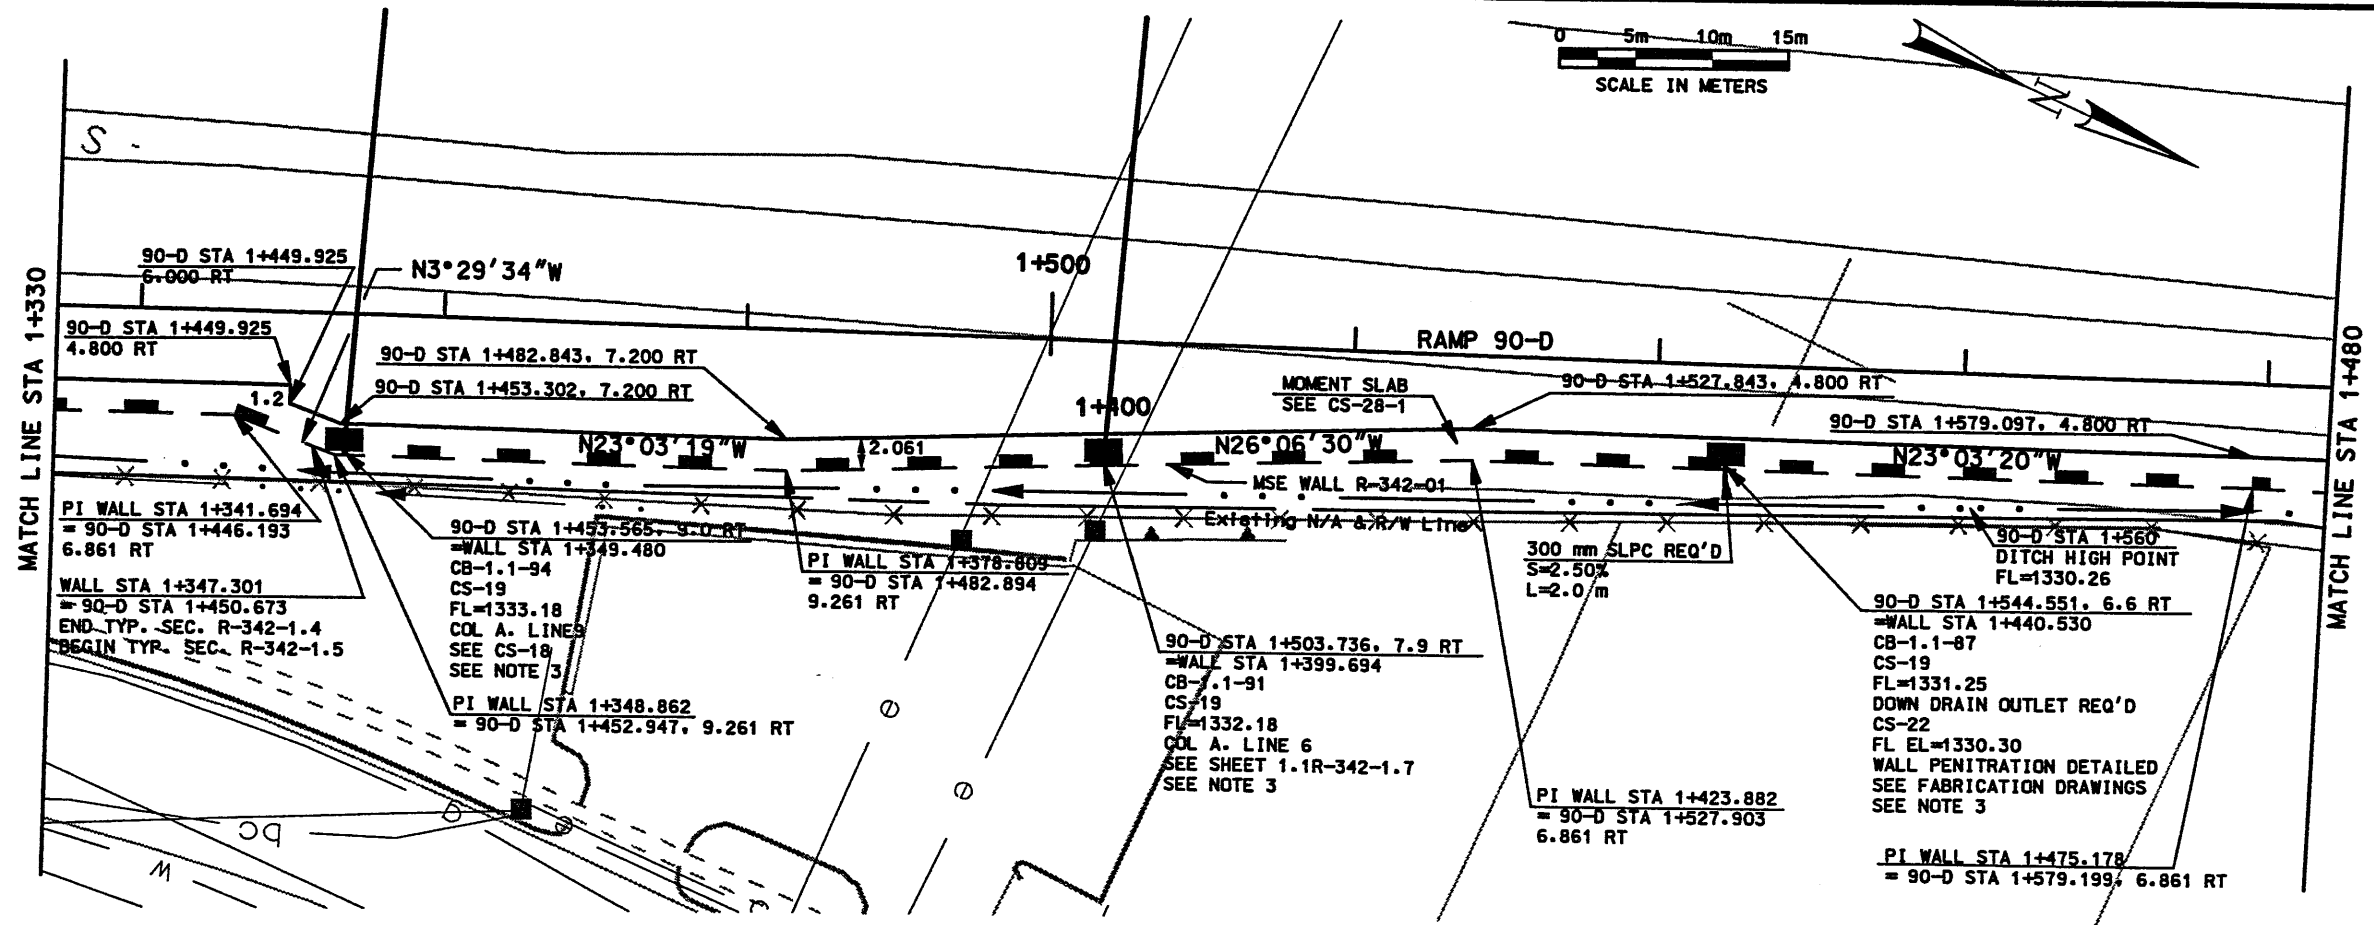 0 5m 10m 15m
SCALE IN METERS
N
S -
MATCH LINE STA 1+330
90-D STA 1+449.925
6.000 RT
N3°29'34"W
1+500
90-D STA 1+449.925
4.800 RT
RAMP 90-D
90-D STA 1+482.843, 7.200 RT
90-D STA 1+453.302, 7.200 RT
1.2
MOMENT SLAB
SEE CS-28-1
90-D STA 1+527.843, 4.800 RT
1+400
90-D STA 1+579.097, 4.800 RT
MATCH LINE STA 1+480
N23°03'19"W
2.061
N26°06'30"W
N23°03'20"W
MSE WALL R-342-01
Existing N/A & R/W Line
PI WALL STA 1+341.694
= 90-D STA 1+446.193
6.861 RT
WALL STA 1+347.301
= 90-D STA 1+450.673
END TYP. SEC. R-342-1.4
BEGIN TYP. SEC. R-342-1.5
90-D STA 1+453.565, 9.0 RT
=WALL STA 1+349.480
CB-1.1-94
CS-19
FL=1333.18
COL A. LINE9
SEE CS-18
SEE NOTE 3
PI WALL STA 1+348.862
= 90-D STA 1+452.947, 9.261 RT
PI WALL STA 1+378.809
= 90-D STA 1+482.894
9.261 RT
90-D STA 1+503.736, 7.9 RT
=WALL STA 1+399.694
CB-1.1-91
CS-19
FL=1332.18
COL A. LINE 6
SEE SHEET 1.1R-342-1.7
SEE NOTE 3
300 mm SLPC REQ'D
S=2.50%
L=2.0 m
PI WALL STA 1+423.882
= 90-D STA 1+527.903
6.861 RT
90-D STA 1+560
DITCH HIGH POINT
FL=1330.26
90-D STA 1+544.551, 6.6 RT
=WALL STA 1+440.530
CB-1.1-87
CS-19
FL=1331.25
DOWN DRAIN OUTLET REQ'D
CS-22
FL EL=1330.30
WALL PENITRATION DETAILED
SEE FABRICATION DRAWINGS
SEE NOTE 3
PI WALL STA 1+475.178
= 90-D STA 1+579.199, 6.861 RT
DC
W